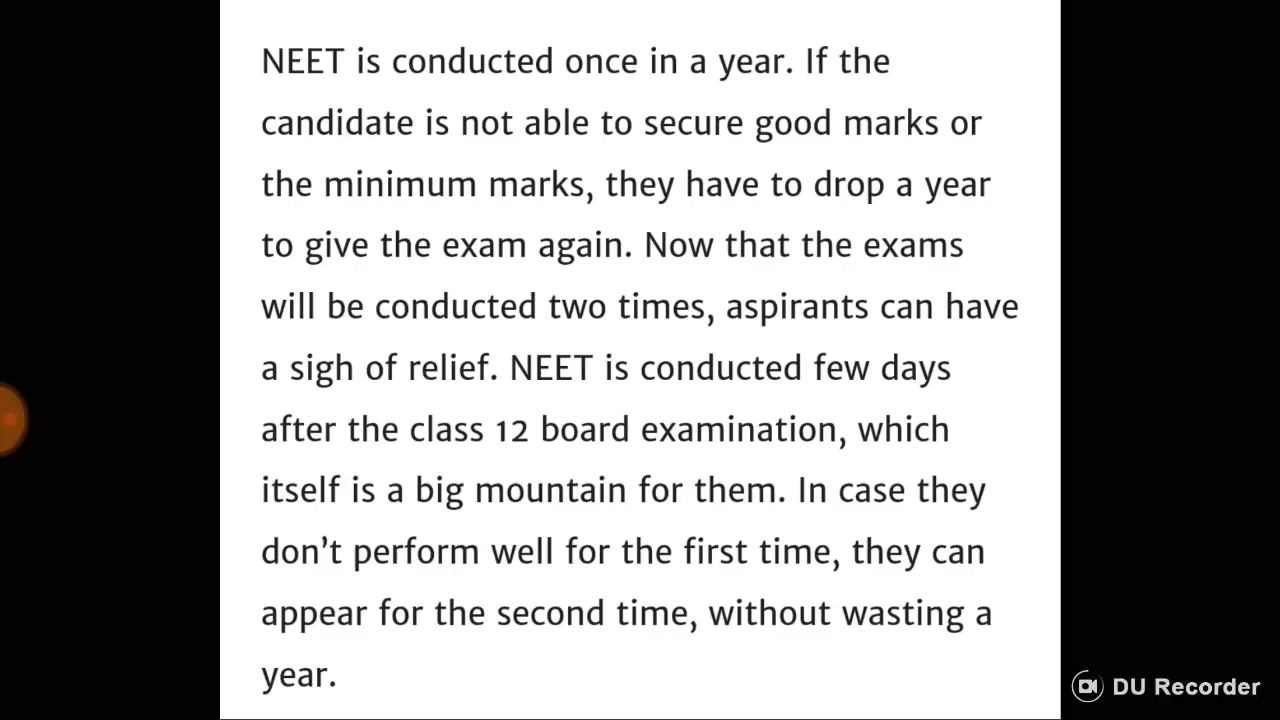 NEET is conducted once in a year. If the
candidate is not able to secure good marks or
the minimum marks, they have to drop a year
to give the exam again. Now that the exams
will be conducted two times, aspirants can have
a sigh of relief. NEET is conducted few days
after the class 12 board examination, which
itself is a big mountain for them. In case they
don’t perform well for the first time, they can
appear for the second time, without wasting a
year.
DU Recorder